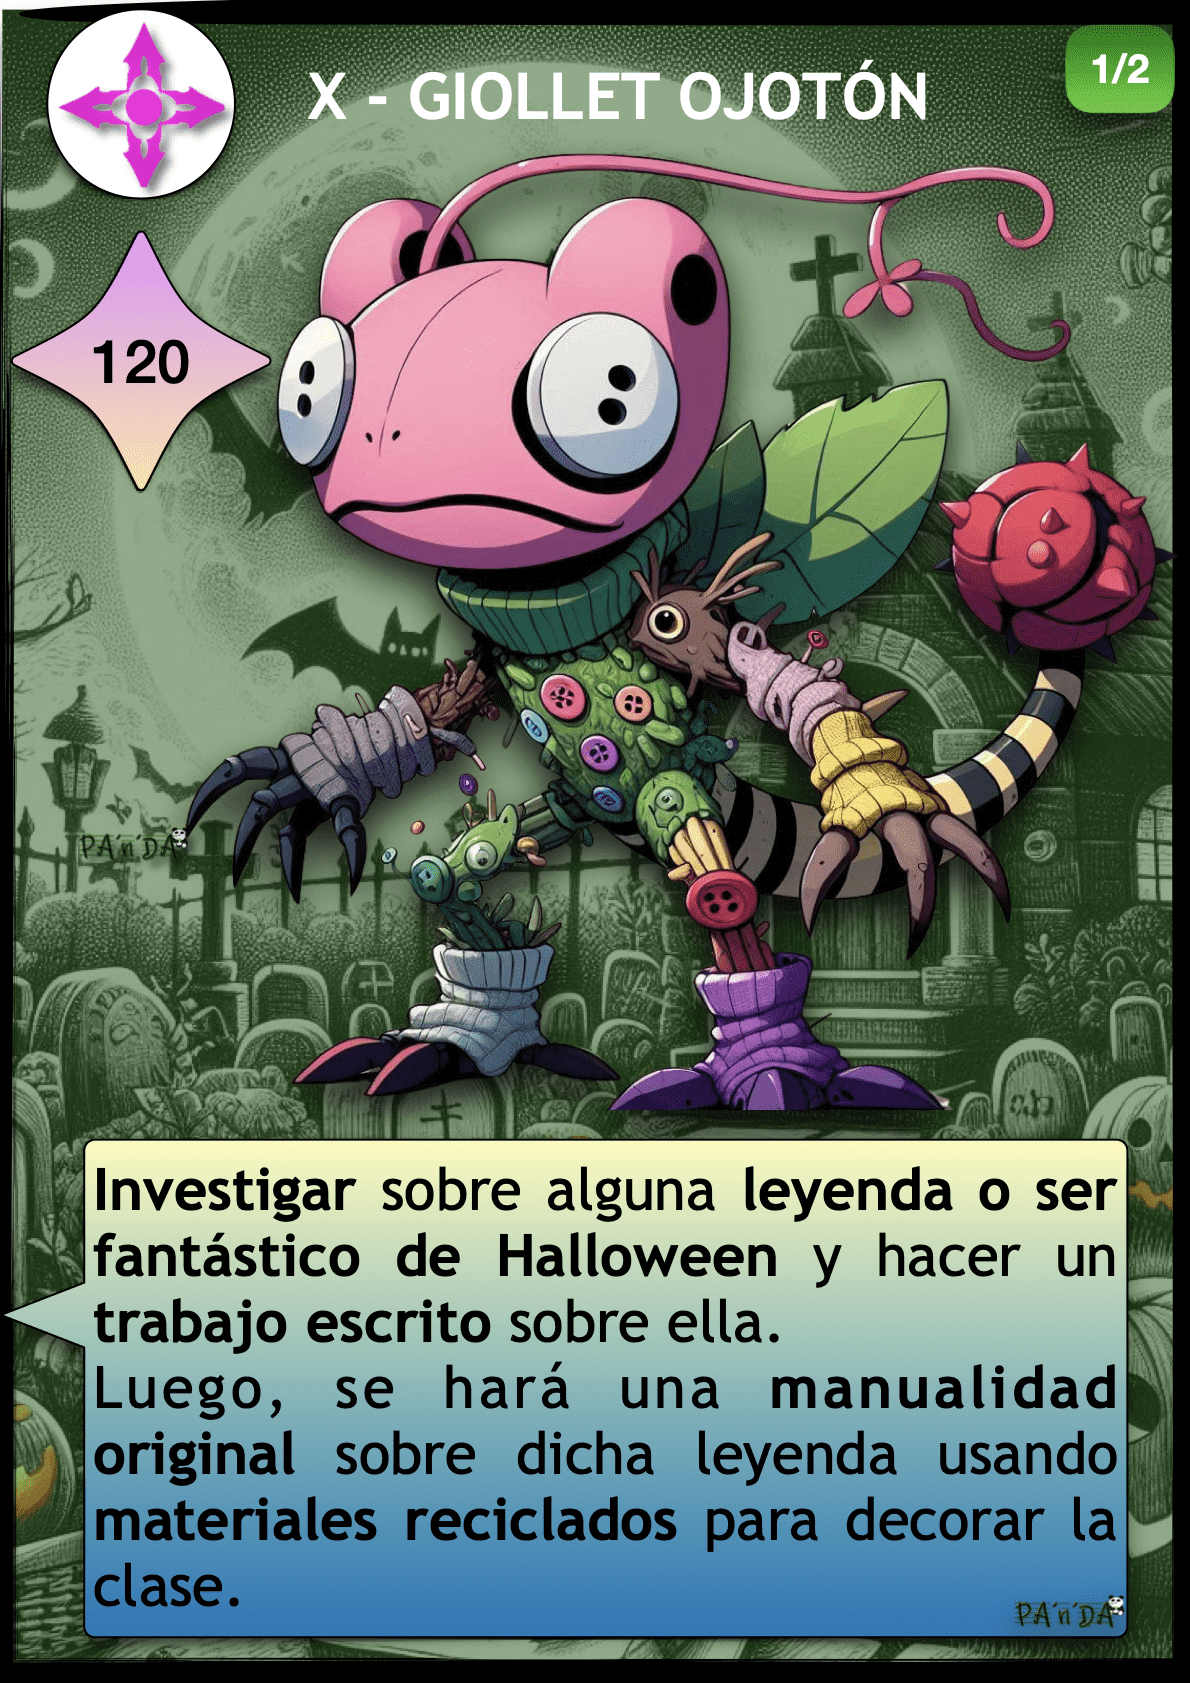 X - GIOLLET OJOTÓN
1/2
120
PA´n´DA
Investigar sobre alguna leyenda o ser
fantástico de Halloween y hacer un
trabajo escrito sobre ella.
Luego, se hará una manualidad
original sobre dicha leyenda usando
materiales reciclados para decorar la
clase.
PA´n´DA